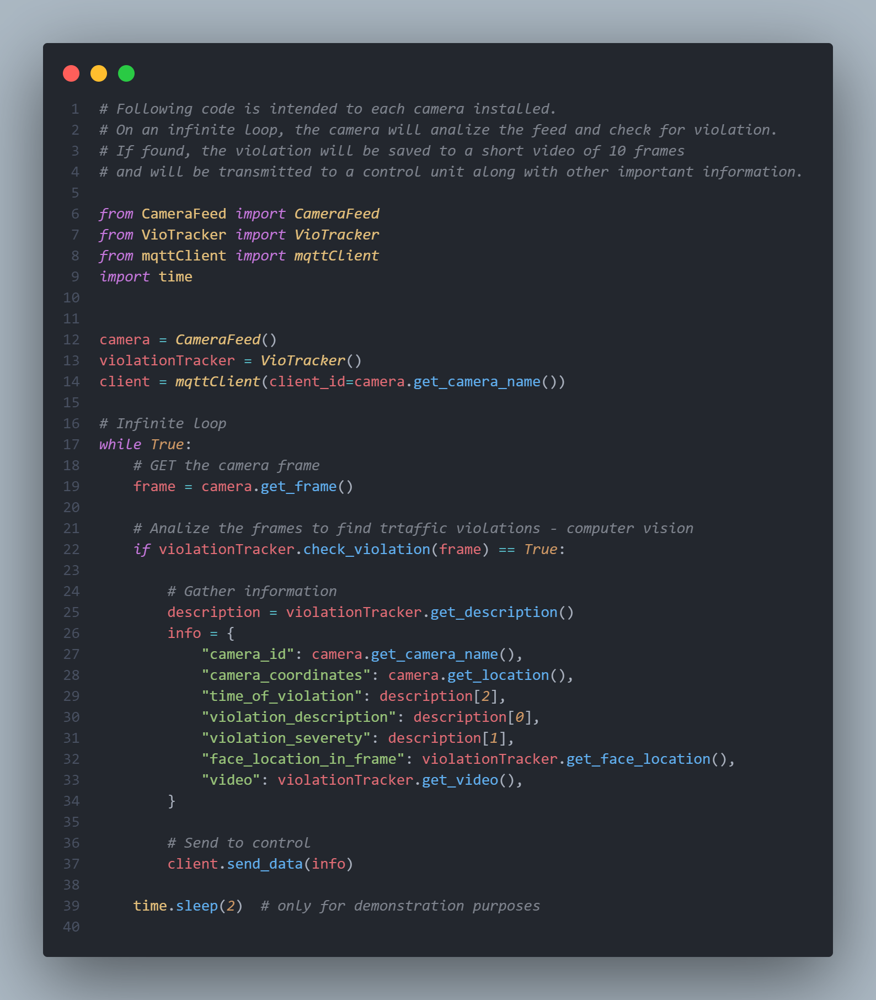 1 # Following code is intended to each camera installed.
2 # On an infinite loop, the camera will analize the feed and check for violation.
3 # If found, the violation will be saved to a short video of 10 frames
4 # and will be transmitted to a control unit along with other important information.
5
6 from CameraFeed import CameraFeed
7 from VioTracker import VioTracker
8 from mqttClient import mqttClient
9 import time
10
11
12 camera = CameraFeed()
13 violationTracker = VioTracker()
14 client = mqttClient(client_id=camera.get_camera_name())
15
16 # Infinite loop
17 while True:
18     # GET the camera frame
19     frame = camera.get_frame()
20
21     # Analize the frames to find trtaffic violations - computer vision
22     if violationTracker.check_violation(frame) == True:
23
24         # Gather information
25         description = violationTracker.get_description()
26         info = {
27             "camera_id": camera.get_camera_name(),
28             "camera_coordinates": camera.get_location(),
29             "time_of_violation": description[2],
30             "violation_description": description[0],
31             "violation_severety": description[1],
32             "face_location_in_frame": violationTracker.get_face_location(),
33             "video": violationTracker.get_video(),
34         }
35
36         # Send to control
37         client.send_data(info)
38
39     time.sleep(2)  # only for demonstration purposes
40